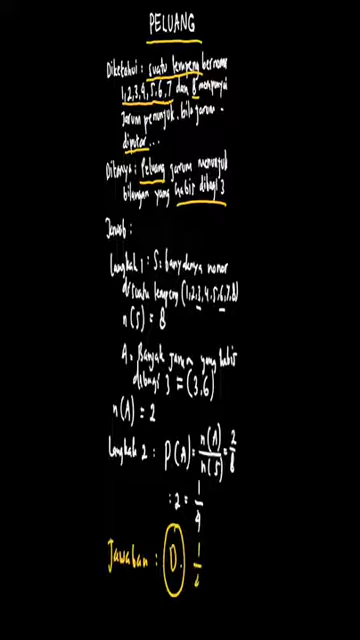 PELUANG
Diketahui : suatu lempeng bernomor
1,2,3,4,5,6,7 dan 8 mempunyai
Jarum penunjuk. bila jarum
diputar...
Ditanya : Peluang jarum menunjuk
bilangan yang habis dibagi 3
Jawab :
Langkah 1 : S = banyaknya nomor
disuatu lempeng (1,2,3,4,5,6,7,8)
n(S) = 8
A = Banyak jarum yang habis
dibagi 3 = (3,6)
n(A) = 2
Langkah 2 : P(A) = n(A)/n(S) = 2/8
: 2 = 1/4
Jawaban : D. 1/4